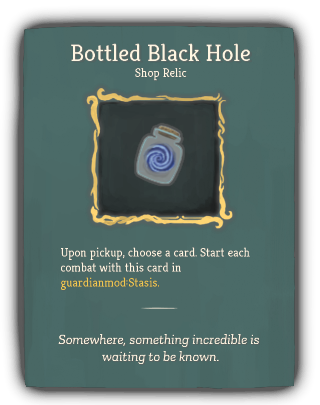 Bottled Black Hole
Shop Relic
Upon pickup, choose a card. Start each
combat with this card in
guardianmod:Stasis.
Somewhere, something incredible is
waiting to be known.